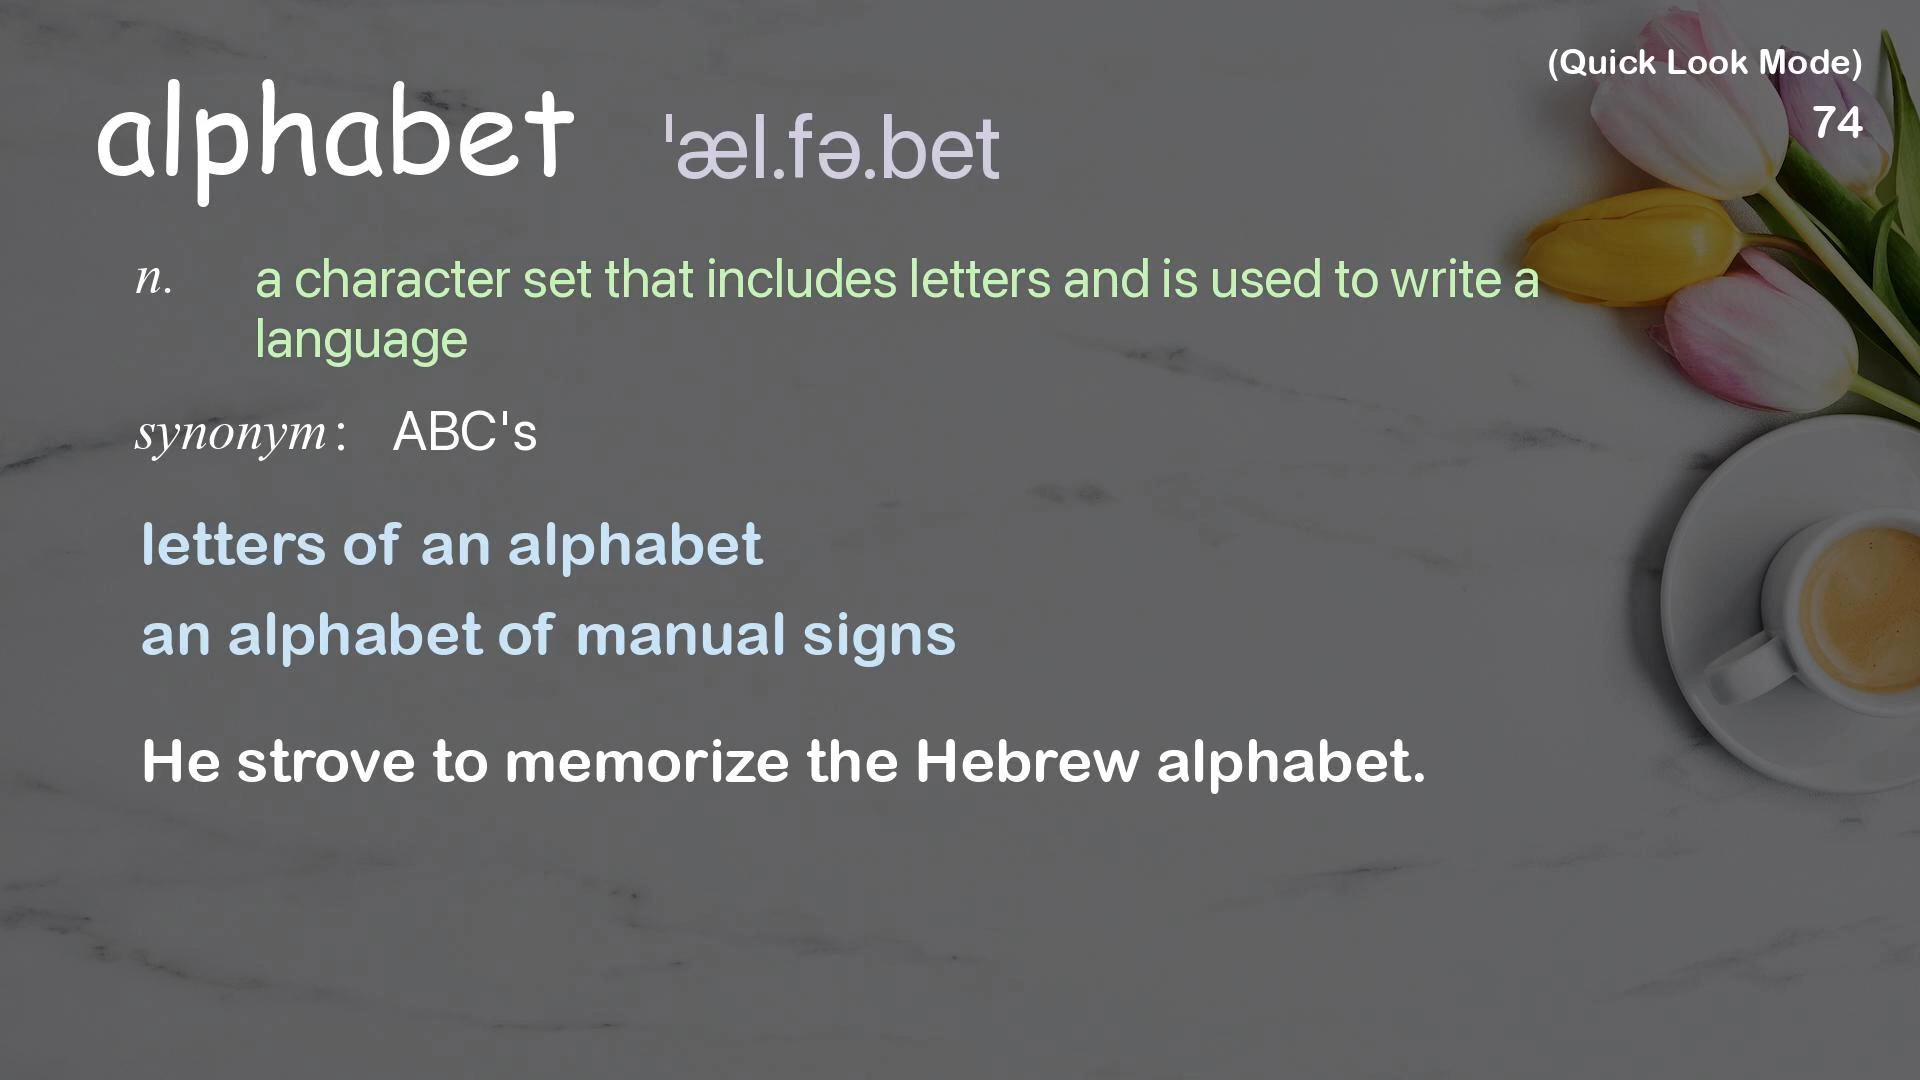 (Quick Look Mode)
74
alphabet ˈæl.fə.bet
n. a character set that includes letters and is used to write a
language
synonym: ABC's
letters of an alphabet
an alphabet of manual signs
He strove to memorize the Hebrew alphabet.